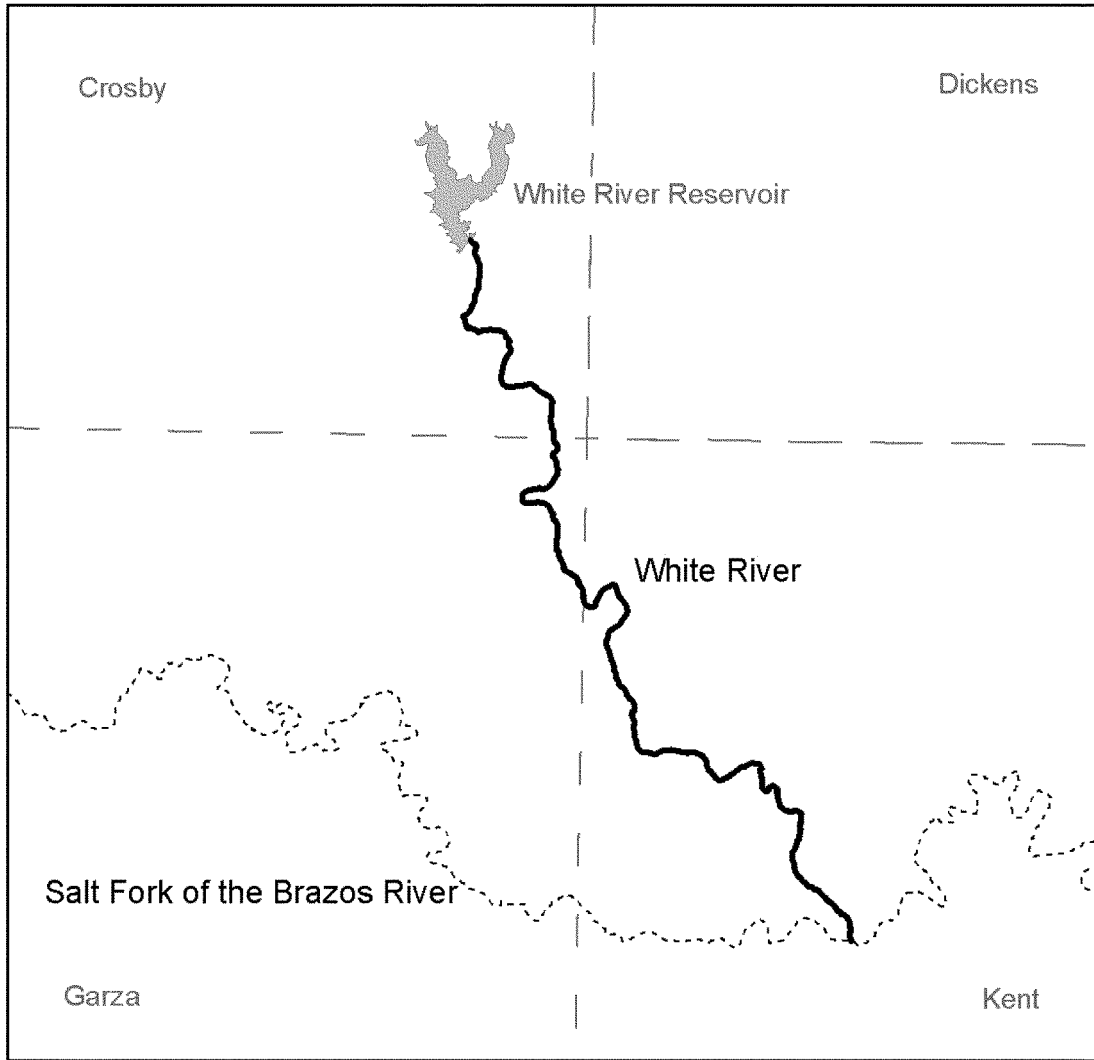 Crosby
Dickens
White River Reservoir
White River
Salt Fork of the Brazos River
Garza
Kent